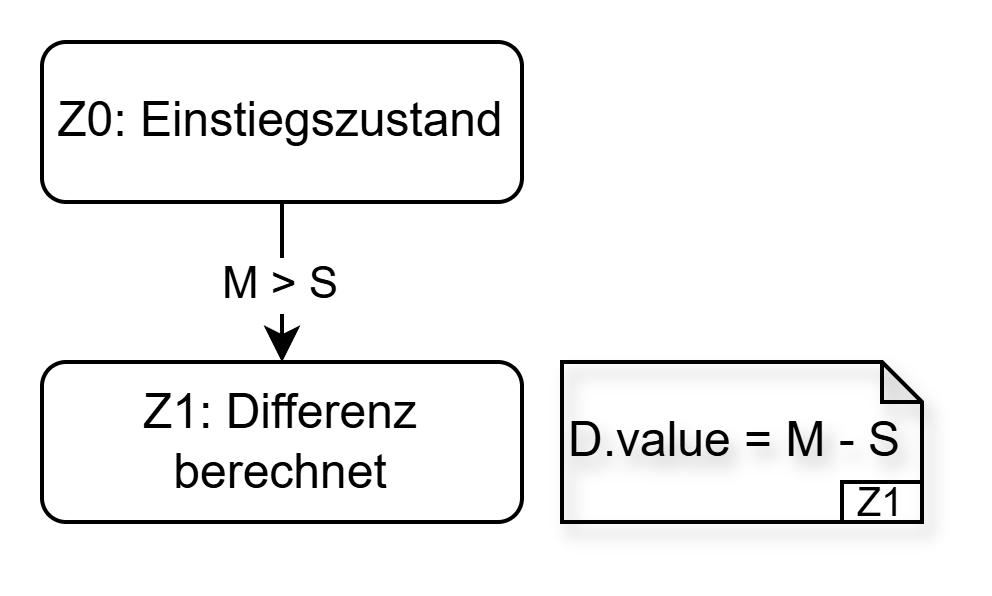 Z0: Einstiegszustand
M > S
Z1: Differenz
berechnet
D.value = M - S
Z1